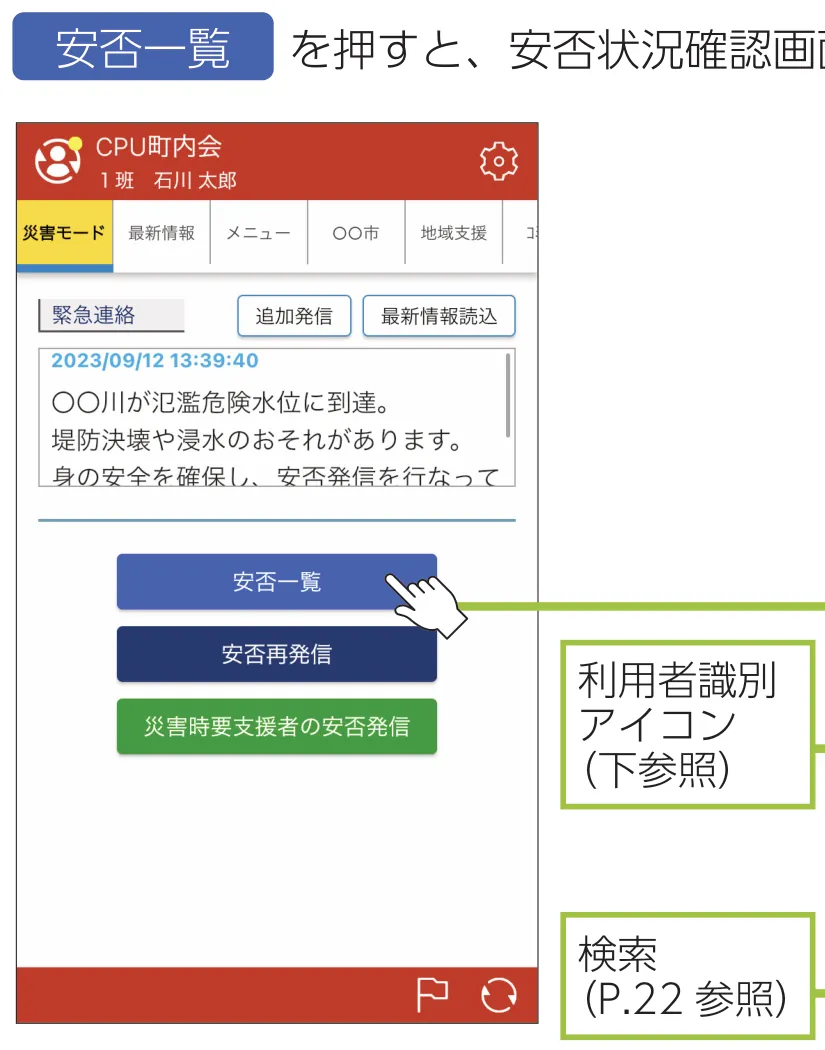 安否一覧 を押すと、安否状況確認画面
CPU町内会
1班 石川 太郎
災害モード 最新情報 メニュー 〇〇市 地域支援 コミ
緊急連絡 追加発信 最新情報読込
2023/09/12 13:39:40
〇〇川が氾濫危険水位に到達。
堤防決壊や浸水のおそれがあります。
身の安全を確保し、安否発信を行なって
安否一覧
安否再発信
災害時要支援者の安否発信
利用者識別
アイコン
（下参照）
検索
（P.22 参照）